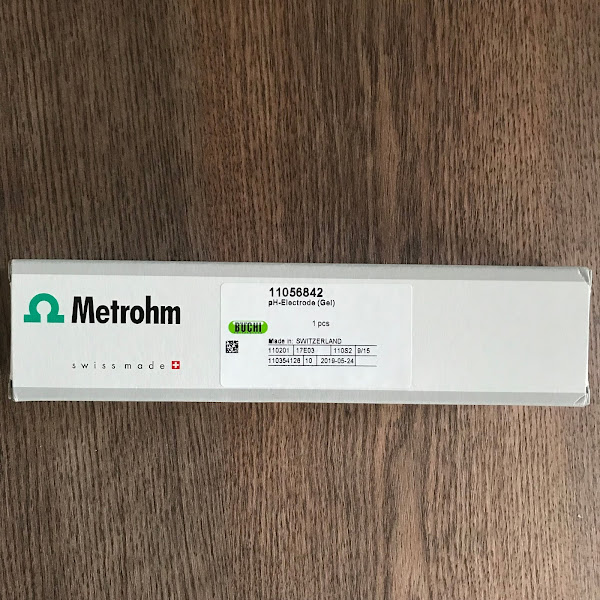 Metrohm
swiss made
11056842
pH-Electrode (Gel)
BUCHI
1 pcs
Made in: SWITZERLAND
110201 17E03 110S2 9/15
110354126 10 2019-05-24